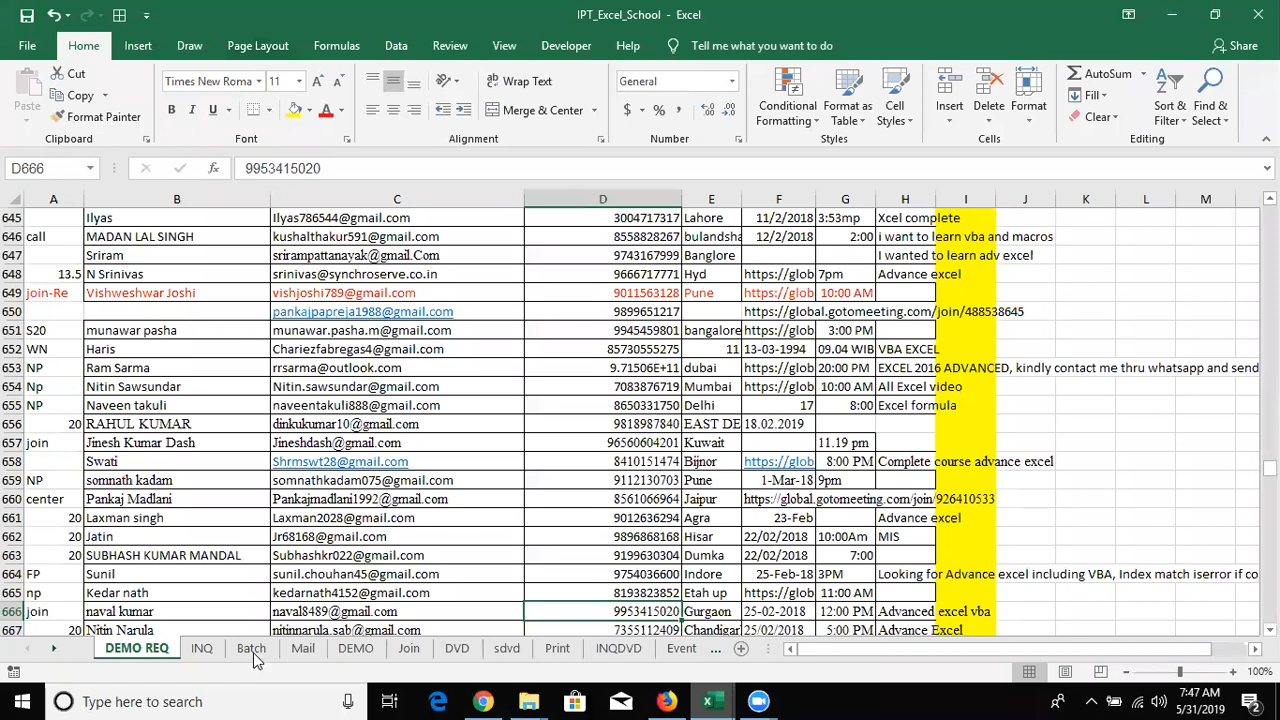 IPT_Excel_School - Excel
File Home Insert Draw Page Layout Formulas Data Review View Developer Help Tell me what you want to do Share
Paste Cut Copy Format Painter Clipboard
Times New Roma 11 B I U A Font
Wrap Text Merge & Center Alignment
General $ % , Number
Conditional Formatting Format as Table Cell Styles Styles
Insert Delete Format Cells
AutoSum Fill Clear Sort & Filter Find & Select Editing
D666 fx 9953415020
A B C D E F G H I J K L M
645 Ilyas Ilyas786544@gmail.com 3004717317 Lahore 11/2/2018 3:53mp Xcel complete
646 call MADAN LAL SINGH kushalthakur591@gmail.com 8558828267 bulandsha 12/2/2018 2:00 i want to learn vba and macros
647 Sriram srirampattanayak@gmail.Com 9743167999 Banglore I wanted to learn adv excel
648 13.5 N Srinivas srinivas@synchroserve.co.in 9666717771 Hyd https://glob 7pm Advance excel
649 join-Re Vishweshwar Joshi vishjoshi789@gmail.com 9011563128 Pune https://glob 10:00 AM
650 pankajpapreja1988@gmail.com 9899651217 https://global.gotomeeting.com/join/488538645
651 S20 munawar pasha munawar.pasha.m@gmail.com 9945459801 bangalore https://glob 3:00 PM
652 WN Haris Chariezfabregas4@gmail.com 85730555275 11 13-03-1994 09.04 WIB VBA EXCEL
653 NP Ram Sarma rrsarma@outlook.com 9.71506E+11 dubai https://glob 20:00 PM EXCEL 2016 ADVANCED, kindly contact me thru whatsapp and send
654 Np Nitin Sawsundar Nitin.sawsundar@gmail.com 7083876719 Mumbai https://glob 10:00 AM All Excel video
655 NP Naveen takuli naveentakuli888@gmail.com 8650331750 Delhi 17 8:00 Excel formula
656 20 RAHUL KUMAR dinkukumar10@gmail.com 9818987840 EAST DE 18.02.2019
657 join Jinesh Kumar Dash Jineshdash@gmail.com 96560604201 Kuwait 11.19 pm
658 Swati Shrmswt28@gmail.com 8410151474 Bijnor https://glob 8:00 PM Complete course advance excel
659 NP somnath kadam somnathkadam075@gmail.com 9112130703 Pune 1-Mar-18 9pm
660 center Pankaj Madlani Pankajmadlani1992@gmail.com 8561066964 Jaipur https://global.gotomeeting.com/join/926410533
661 20 Laxman singh Laxman2028@gmail.com 9012636294 Agra 23-Feb Advance excel
662 20 Jatin Jr68168@gmail.com 9896868168 Hisar 22/02/2018 10:00Am MIS
663 20 SUBHASH KUMAR MANDAL Subhashkr022@gmail.com 9199630304 Dumka 22/02/2018 7:00
664 FP Sunil sunil.chouhan45@gmail.com 9754036600 Indore 25-Feb-18 3PM Looking for Advance excel including VBA, Index match iserror if co
665 np Kedar nath kedarnath4152@gmail.com 8193823852 Etah up https://glob 11:00 AM
666 join naval kumar naval8489@gmail.com 9953415020 Gurgaon 25-02-2018 12:00 PM Advanced excel vba
667 20 Nitin Narula nitinnarula.sab@gmail.com 7355112409 Chandigar 25/02/2018 5:00 PM Advance Excel
DEMO REQ INQ Batch Mail DEMO Join DVD sdvd Print INQDVD Event ...
100%
Type here to search 7:47 AM
5/31/2019 2